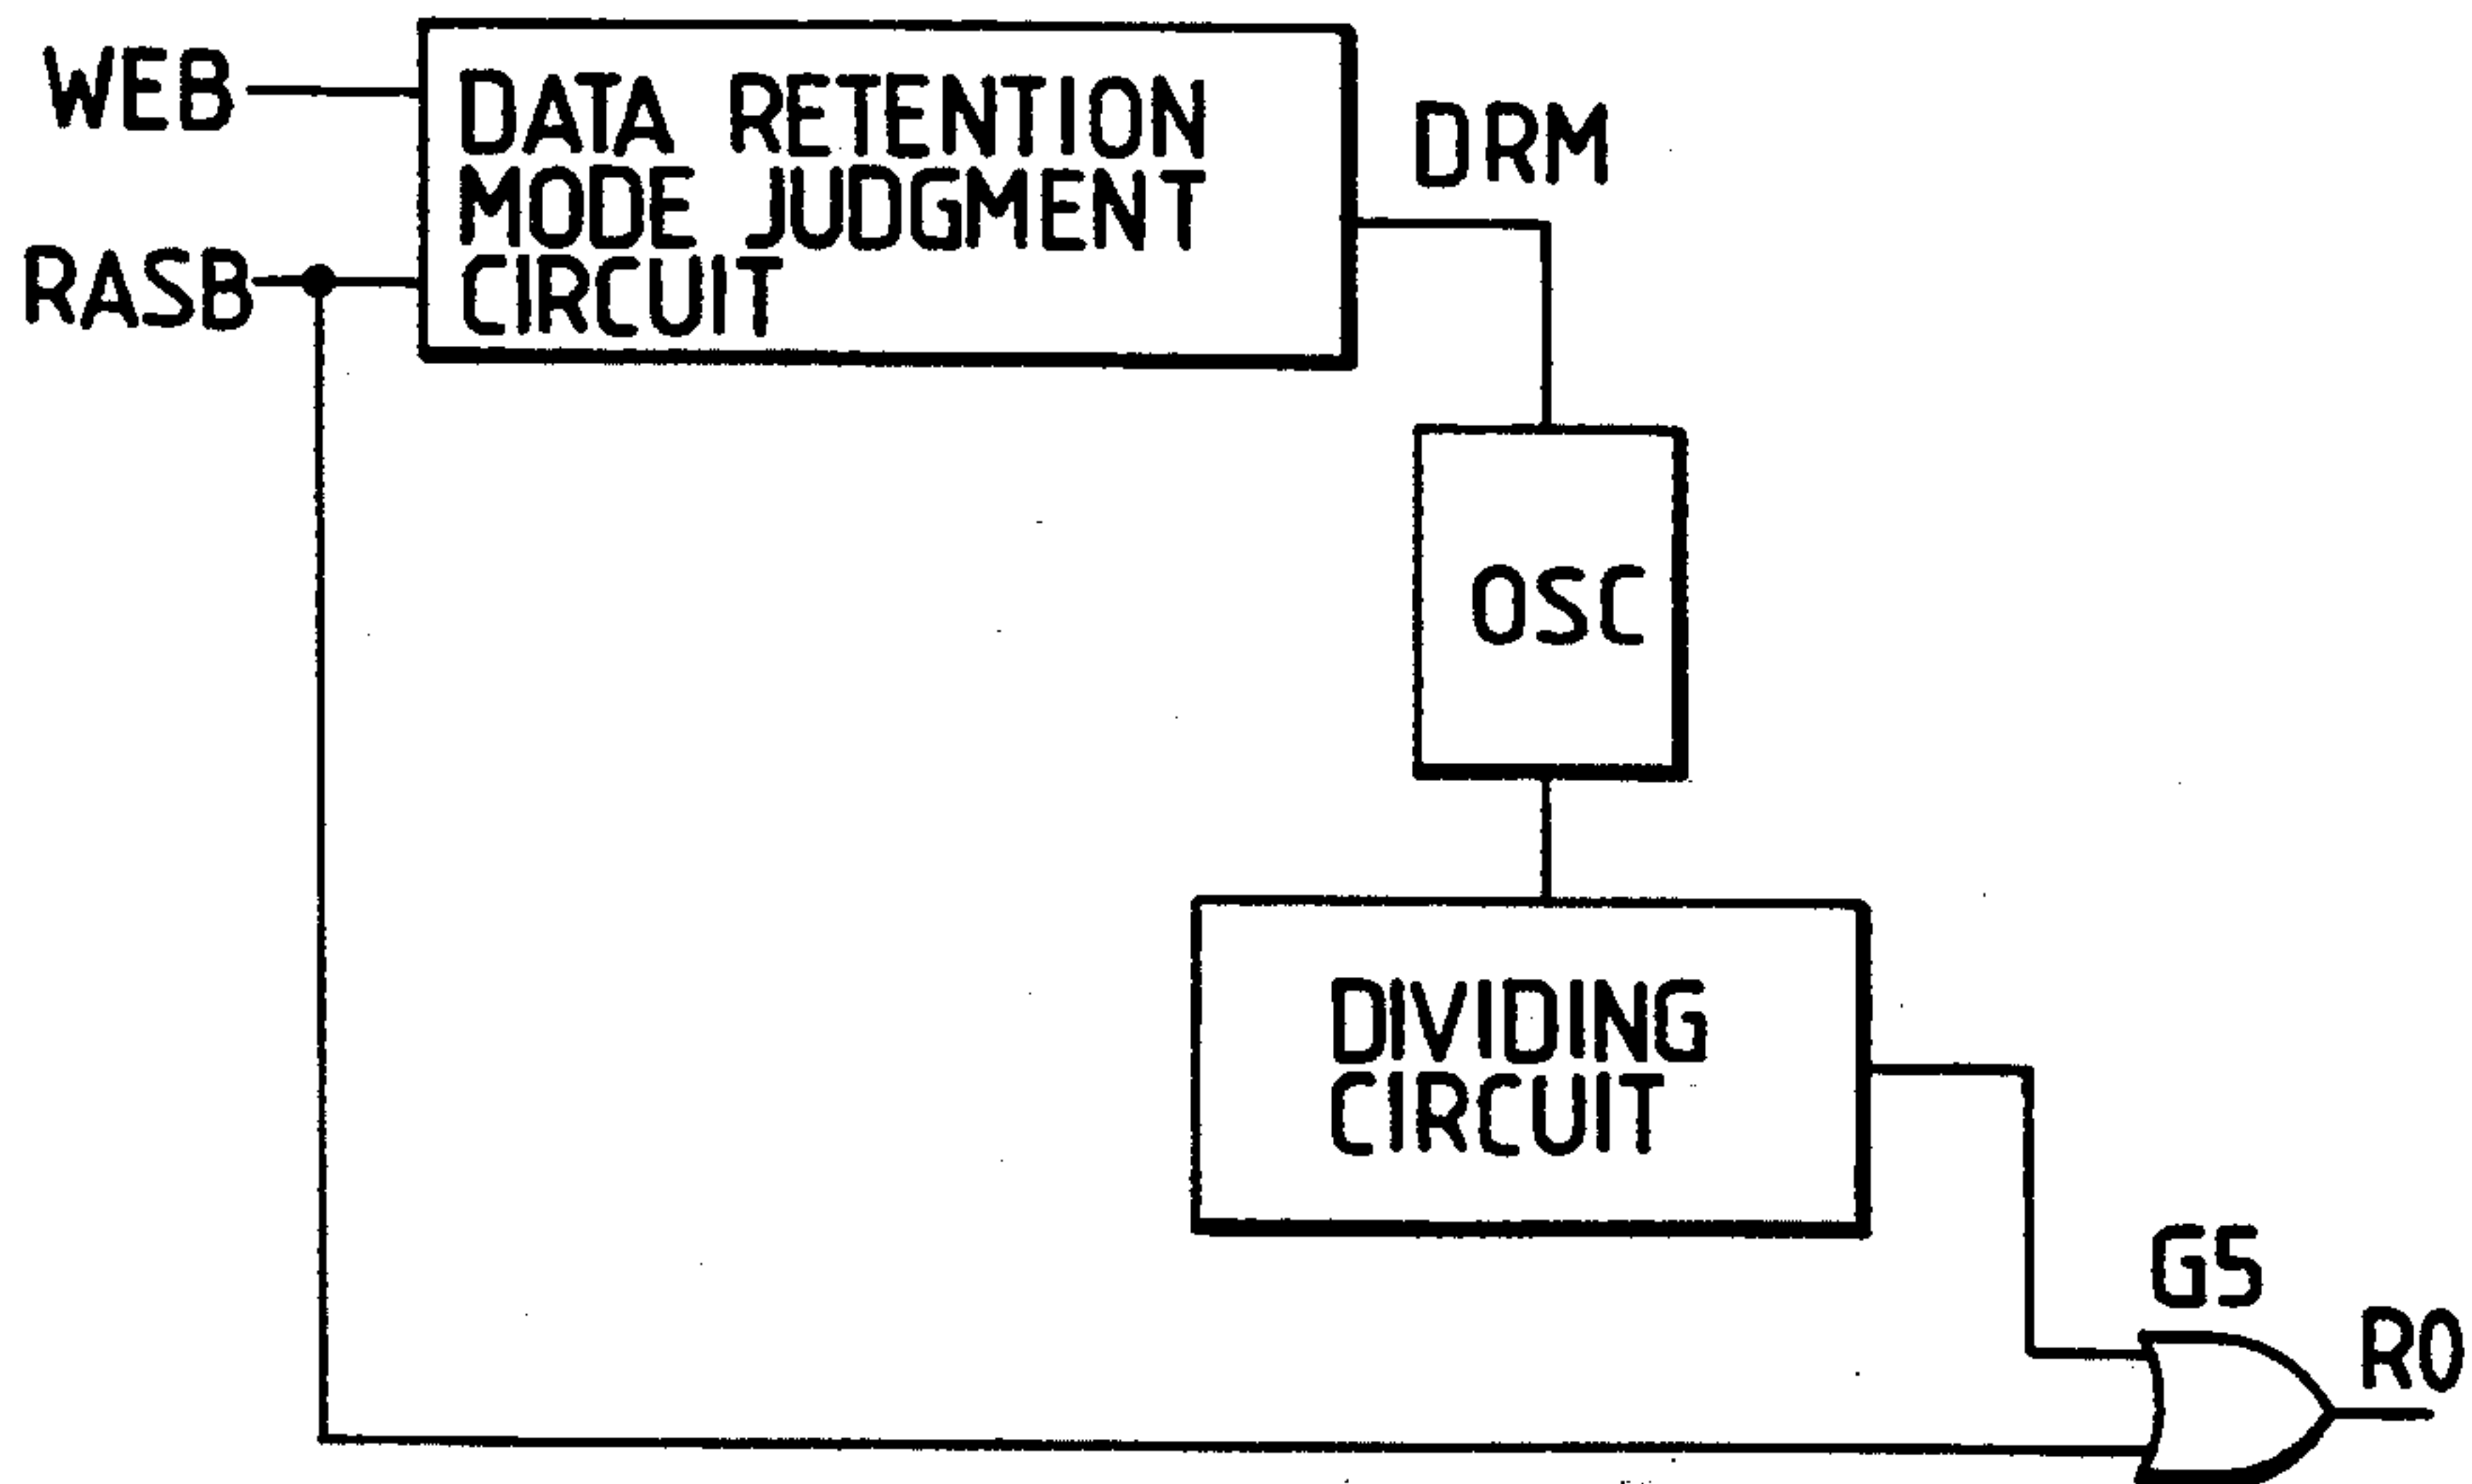 WEB
DATA RETENTION
MODE JUDGMENT
CIRCUIT
RASB
DRM
OSC
DIVIDING
CIRCUIT
G5
R0